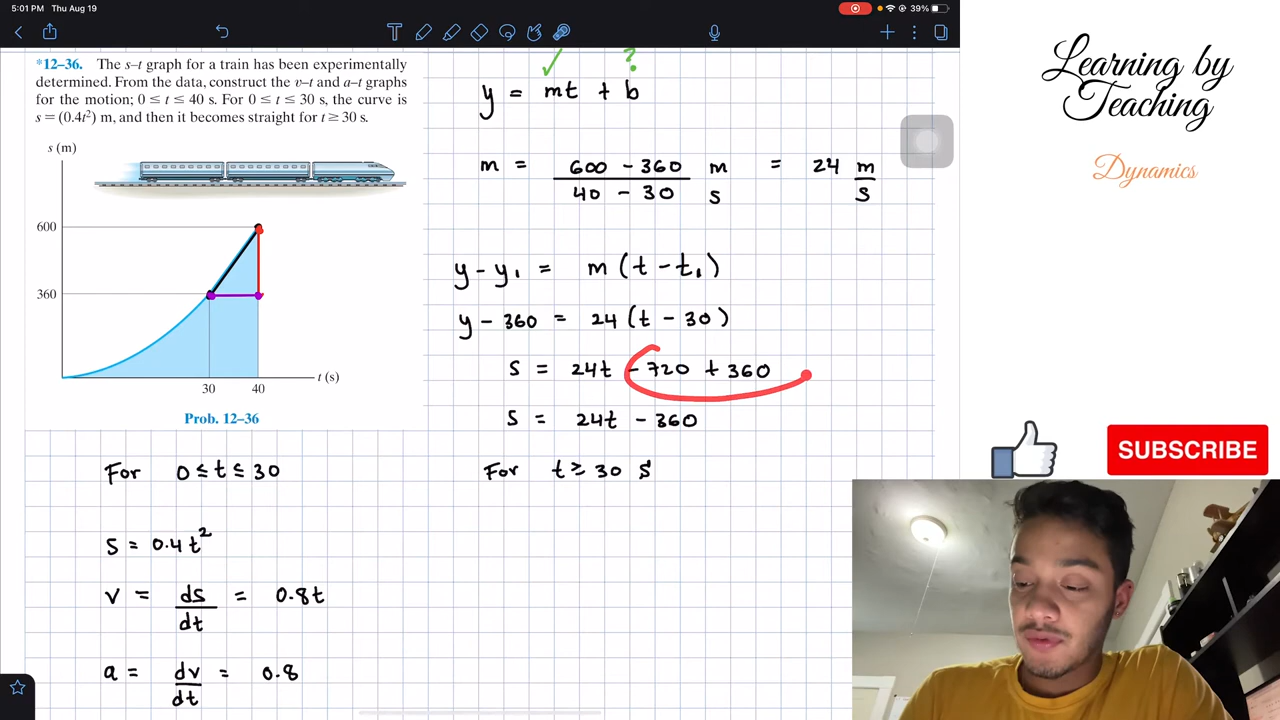 5:01 PM Thu Aug 19
39%
*12–36. The s–t graph for a train has been experimentally
determined. From the data, construct the v–t and a–t graphs
for the motion; 0 ≤ t ≤ 40 s. For 0 ≤ t ≤ 30 s, the curve is
s = (0.4t²) m, and then it becomes straight for t ≥ 30 s.
s (m)
600
360
30
40
t (s)
Prob. 12–36
For 0 ≤ t ≤ 30
s = 0.4t²
v = ds/dt = 0.8t
a = dv/dt = 0.8
✓ ?
y = mt + b
m = 600 - 360 / 40 - 30 m/s = 24 m/s
y - y₁ = m(t - t₁)
y - 360 = 24(t - 30)
s = 24t - 720 + 360
s = 24t - 360
For t ≥ 30 s
Learning by
Teaching
Dynamics
SUBSCRIBE